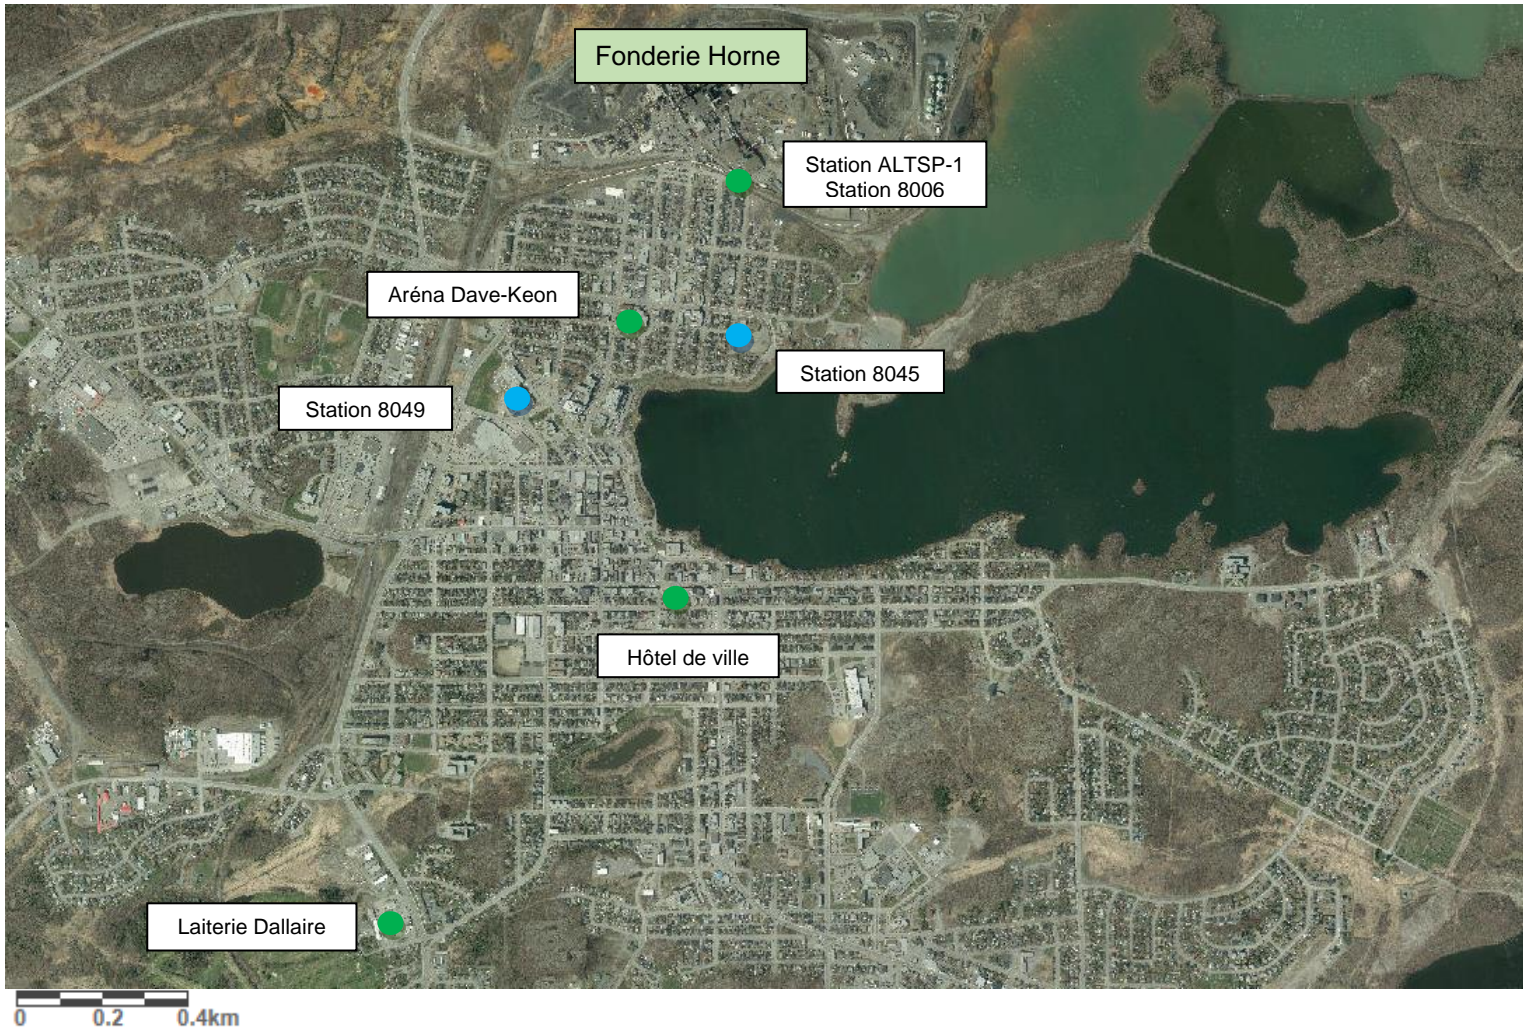 Fonderie Horne
Station ALTSP-1
Station 8006
Aréna Dave-Keon
Station 8045
Station 8049
Hôtel de ville
Laiterie Dallaire
0 0.2 0.4km